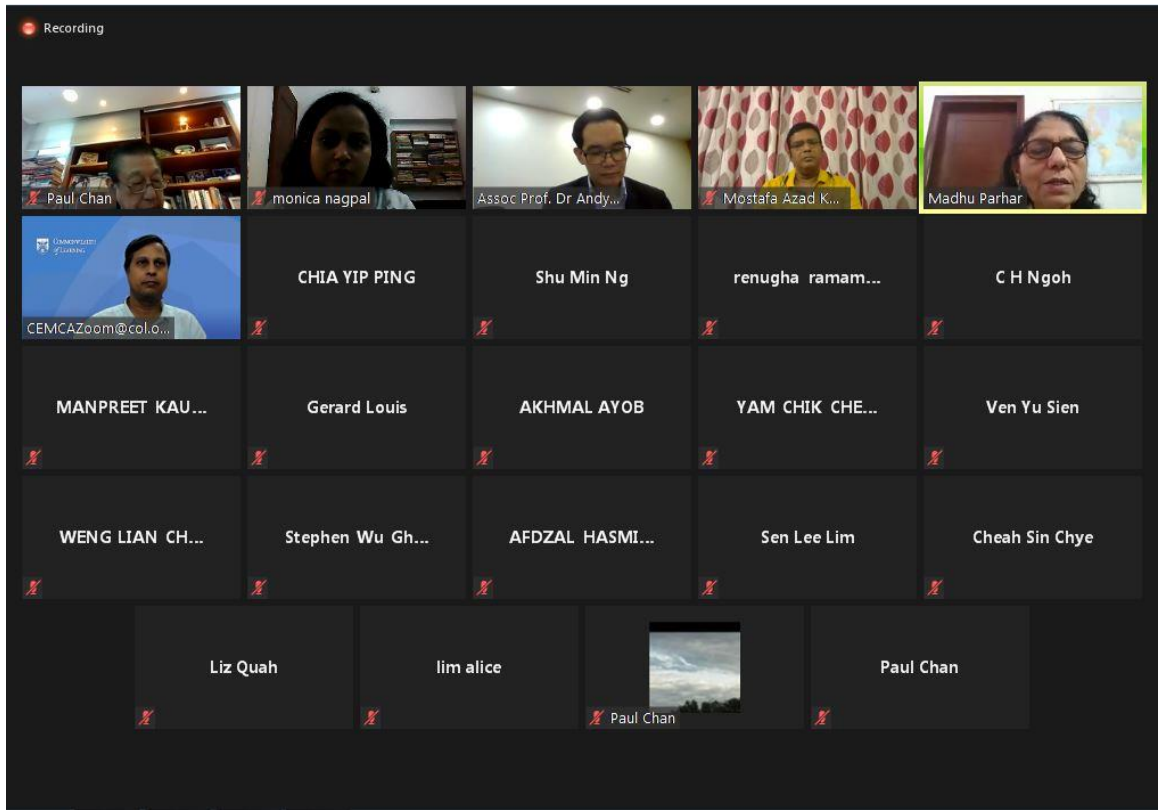 Recording
Paul Chan
monica nagpal
Assoc Prof. Dr Andy...
Mostafa Azad K...
Madhu Parhar
COMMONWEALTH
of LEARNING
CEMCAZoom@col.o...
CHIA YIP PING
Shu Min Ng
renugha ramam...
C H Ngoh
MANPREET KAU...
Gerard Louis
AKHMAL AYOB
YAM CHIK CHE...
Ven Yu Sien
WENG LIAN CH...
Stephen Wu Gh...
AFDZAL HASMI...
Sen Lee Lim
Cheah Sin Chye
Liz Quah
lim alice
Paul Chan
Paul Chan